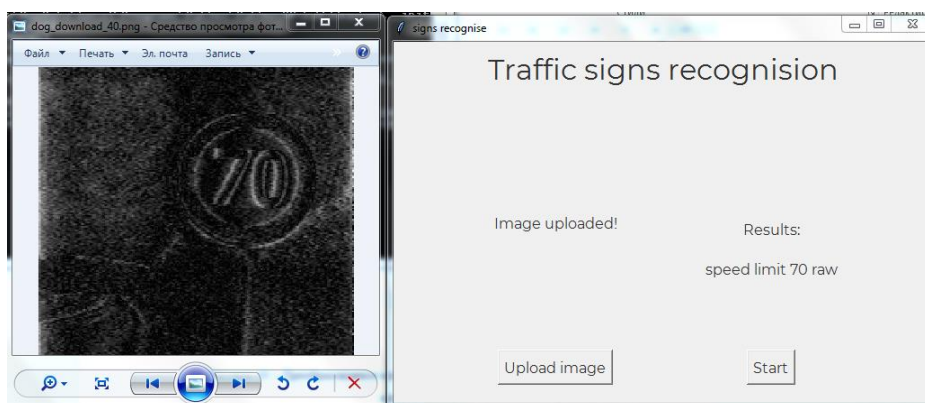 dog_download_40.png - Средство просмотра фот...
Файл Печать Эл. почта Запись
70
signs recognise
Traffic signs recognision
Image uploaded!
Results:
speed limit 70 raw
Upload image
Start